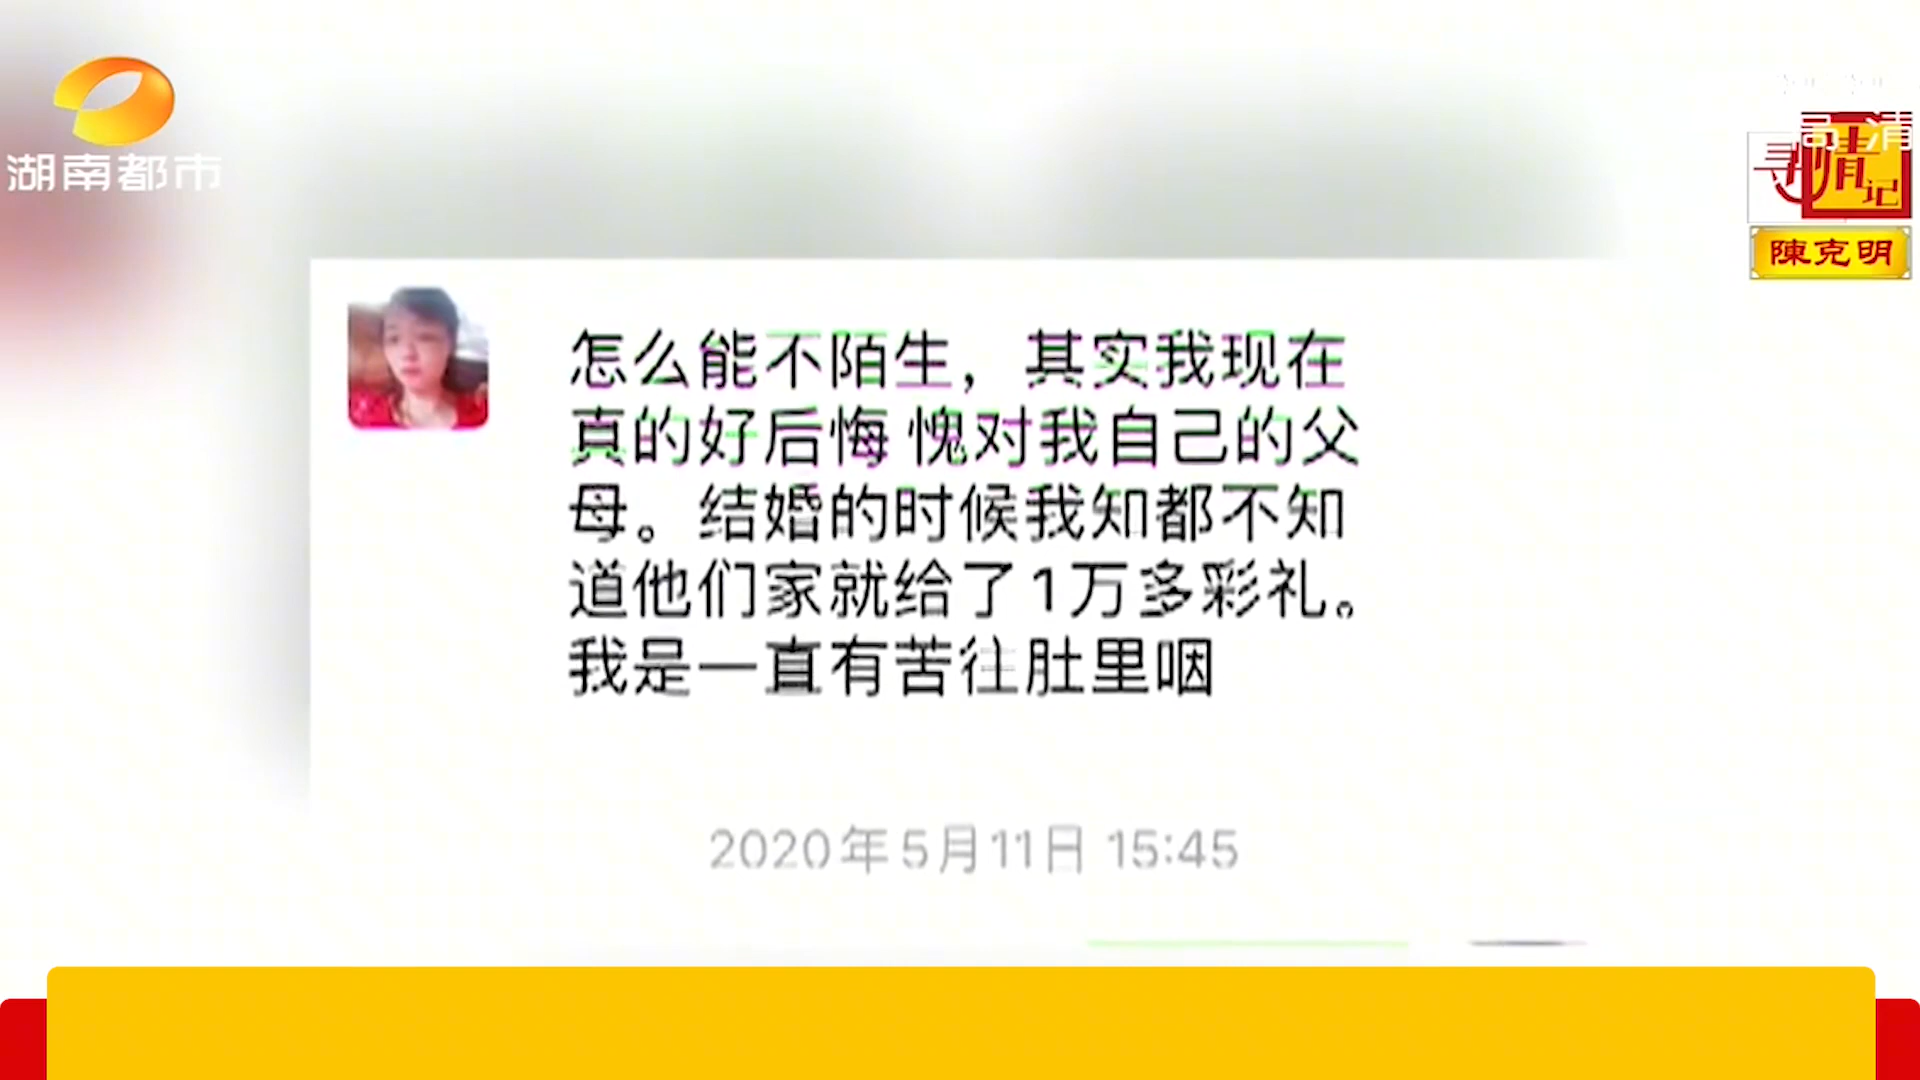 湖南都市
高清
寻情记
陳克明
怎么能不陌生，其实我现在
真的好后悔 愧对我自己的父
母。结婚的时候我知都不知
道他们家就给了1万多彩礼。
我是一直有苦往肚里咽
2020年5月11日 15:45